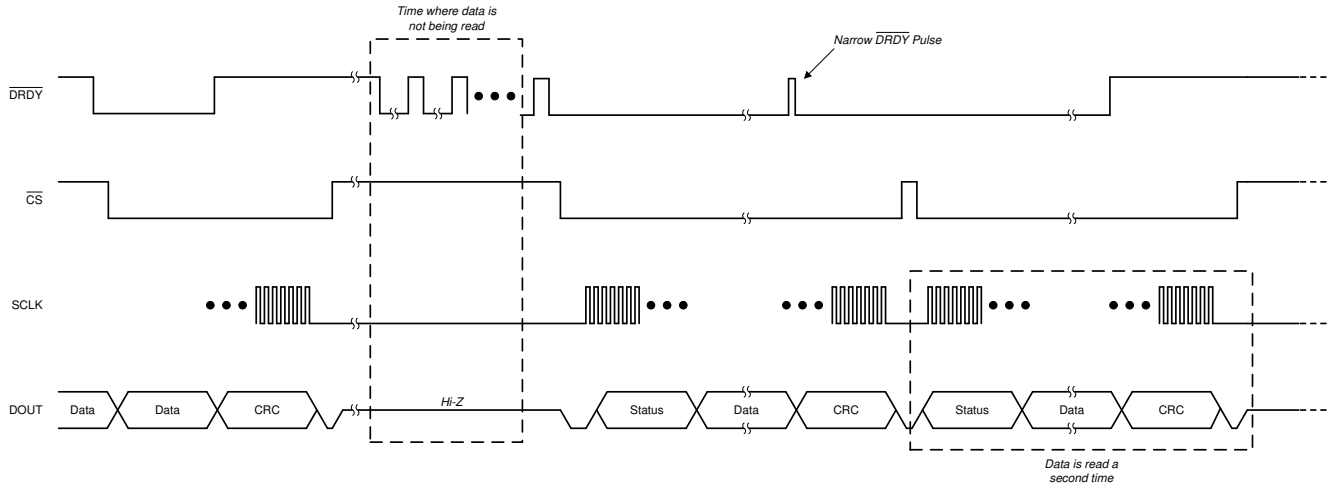 Time where data is
not being read
Narrow DRDY Pulse
DRDY
CS
SCLK
DOUT
Data
Data
CRC
Hi-Z
Status
Data
CRC
Status
Data
CRC
Data is read a
second time